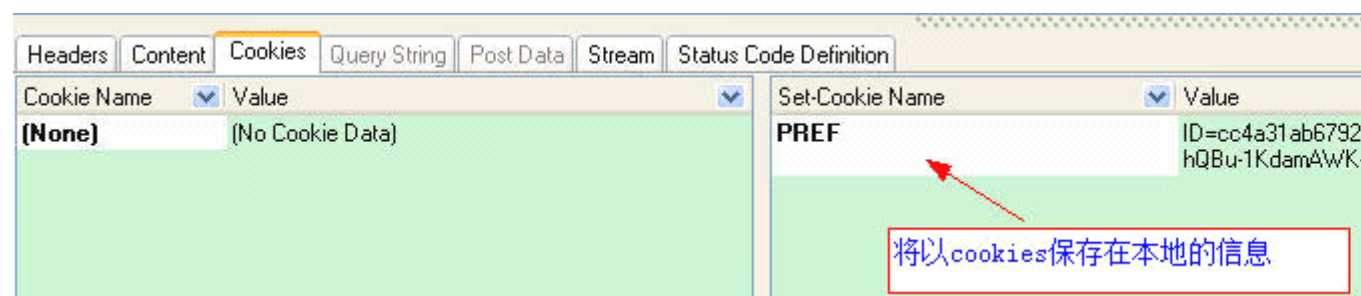 Headers Content Cookies Query String Post Data Stream Status Code Definition
Cookie Name Value Set-Cookie Name Value
(None) (No Cookie Data) PREF ID=cc4a31ab6792
hQBu-1KdamAWK
将以cookies保存在本地的信息